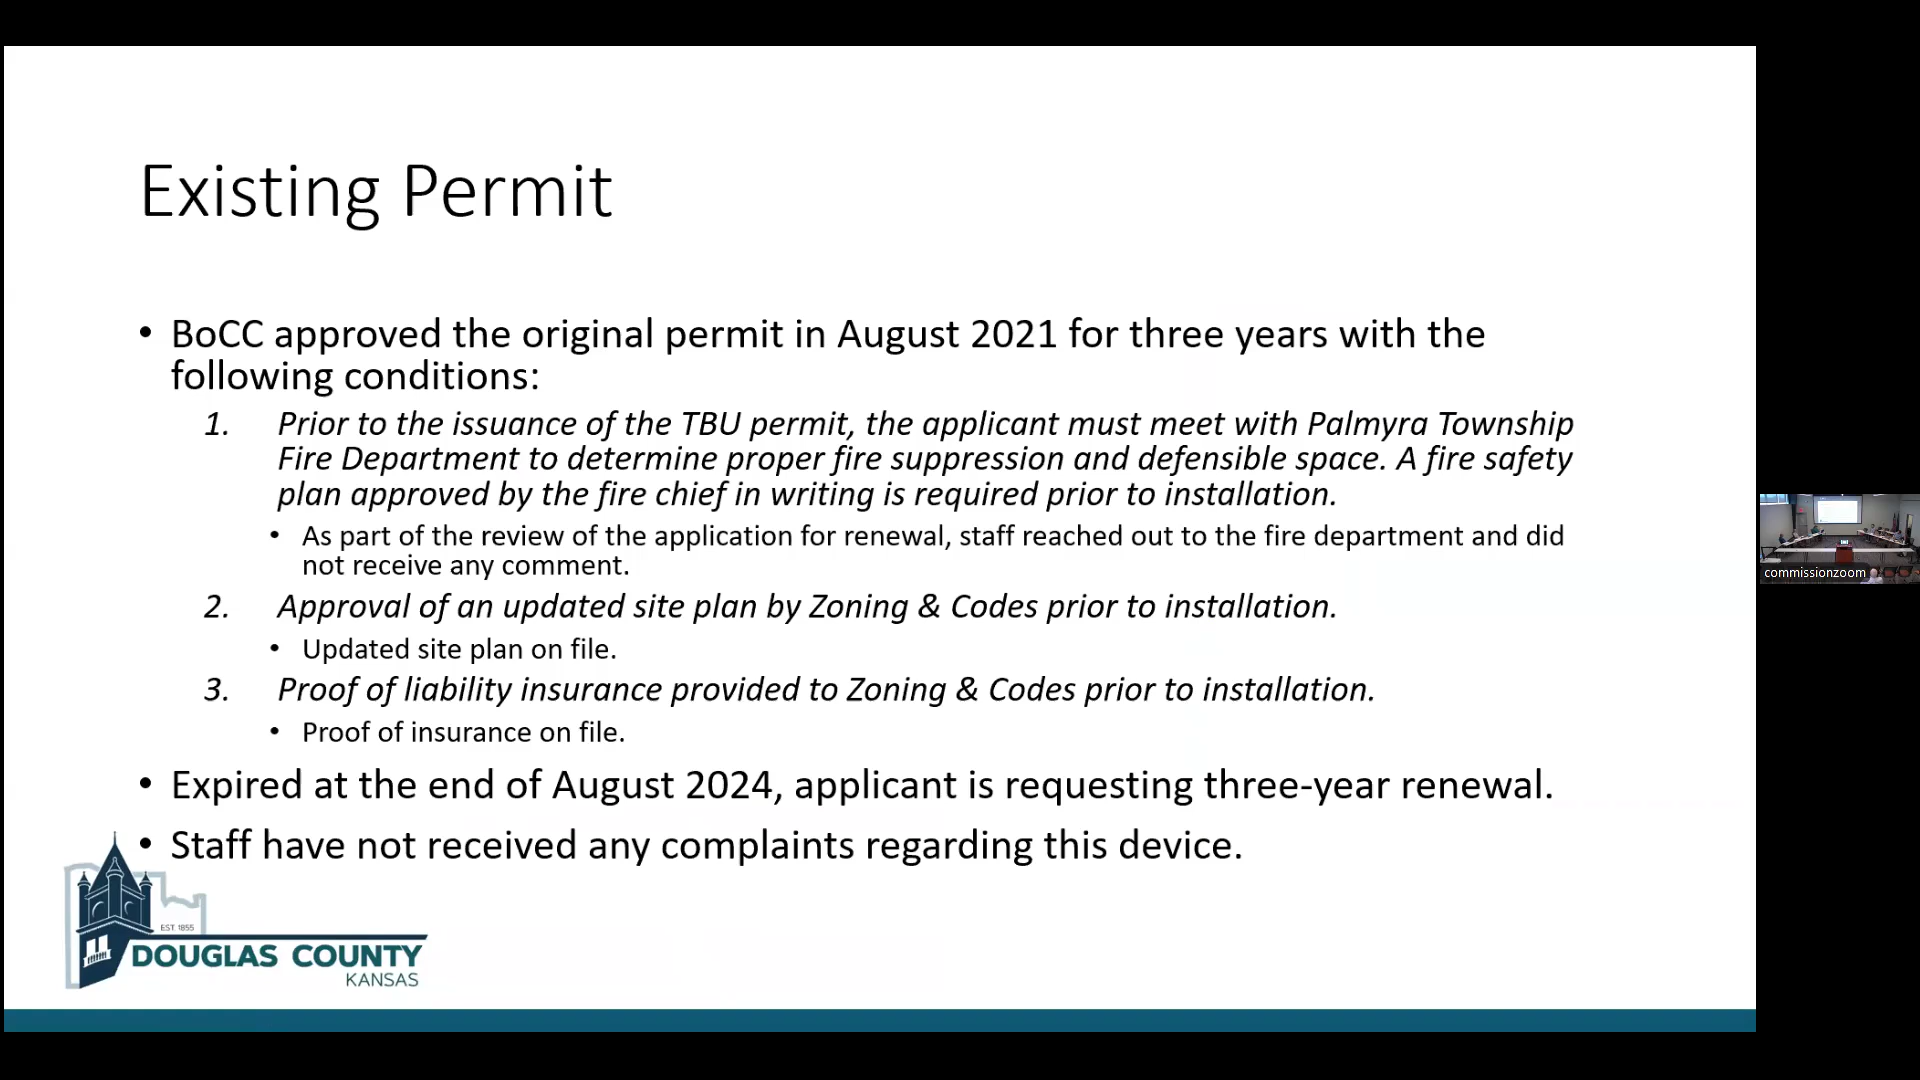 Existing Permit
• BoCC approved the original permit in August 2021 for three years with the
following conditions:
1. Prior to the issuance of the TBU permit, the applicant must meet with Palmyra Township
Fire Department to determine proper fire suppression and defensible space. A fire safety
plan approved by the fire chief in writing is required prior to installation.
• As part of the review of the application for renewal, staff reached out to the fire department and did
not receive any comment.
2. Approval of an updated site plan by Zoning & Codes prior to installation.
• Updated site plan on file.
3. Proof of liability insurance provided to Zoning & Codes prior to installation.
• Proof of insurance on file.
• Expired at the end of August 2024, applicant is requesting three-year renewal.
• Staff have not received any complaints regarding this device.
EST. 1855
DOUGLAS COUNTY
KANSAS
commissionzoom